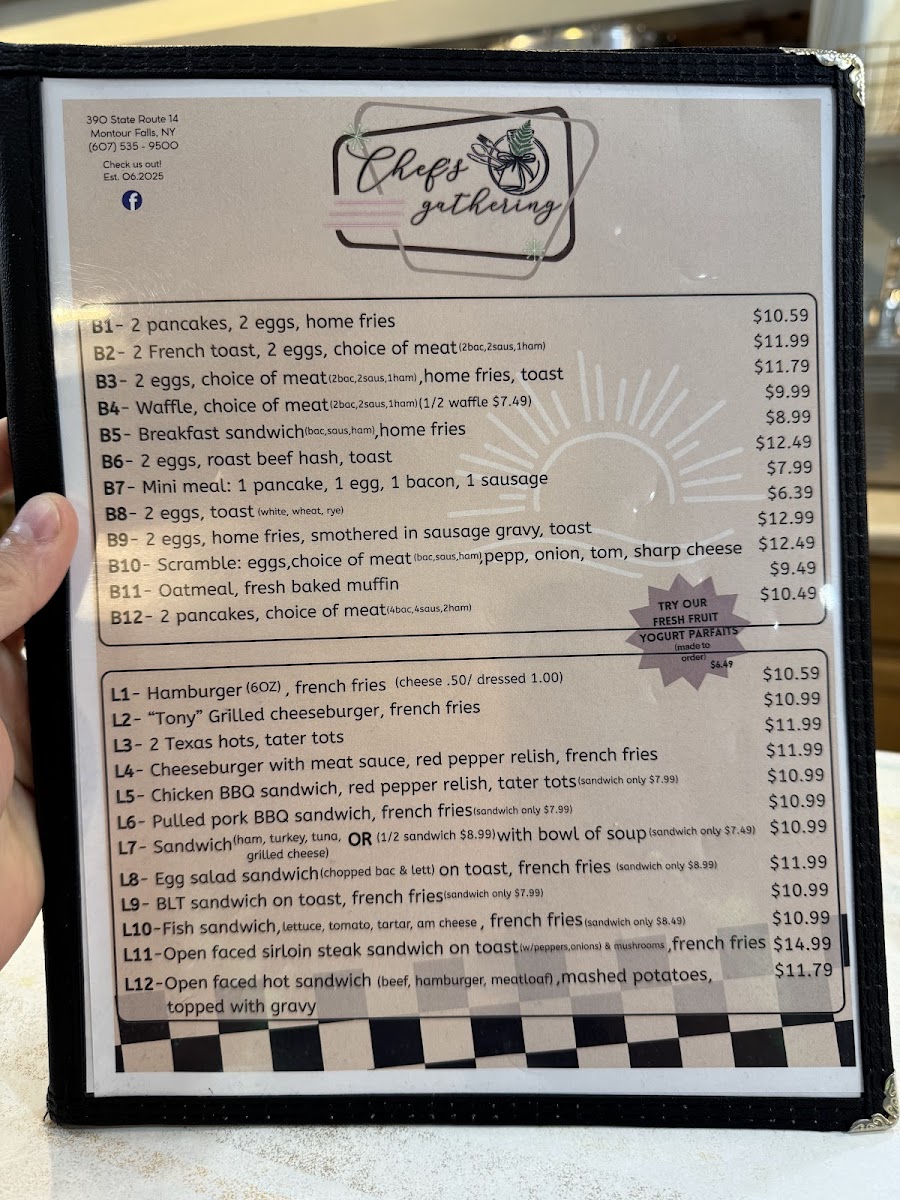 390 State Route 14
Montour Falls, NY
(607) 535 - 9500
Check us out!
Est. 06.2025
Chef's
gathering
B1- 2 pancakes, 2 eggs, home fries $10.59
B2- 2 French toast, 2 eggs, choice of meat (2bac,2saus,1ham) $11.99
B3- 2 eggs, choice of meat (2bac,2saus,1ham) ,home fries, toast $11.79
B4- Waffle, choice of meat (2bac,2saus,1ham) (1/2 waffle $7.49) $9.99
B5- Breakfast sandwich (bac,saus,ham) ,home fries $8.99
B6- 2 eggs, roast beef hash, toast $12.49
B7- Mini meal: 1 pancake, 1 egg, 1 bacon, 1 sausage $7.99
B8- 2 eggs, toast (white, wheat, rye) $6.39
B9- 2 eggs, home fries, smothered in sausage gravy, toast $12.99
B10- Scramble: eggs,choice of meat (bac,saus,ham) ,pepp, onion, tom, sharp cheese $12.49
B11- Oatmeal, fresh baked muffin $9.49
B12- 2 pancakes, choice of meat (4bac,4saus,2ham) $10.49
TRY OUR
FRESH FRUIT
YOGURT PARFAITS
(made to
order) $6.49
L1- Hamburger (6OZ) , french fries (cheese .50/ dressed 1.00) $10.59
L2- “Tony” Grilled cheeseburger, french fries $10.99
L3- 2 Texas hots, tater tots $11.99
L4- Cheeseburger with meat sauce, red pepper relish, french fries $11.99
L5- Chicken BBQ sandwich, red pepper relish, tater tots (sandwich only $7.99) $10.99
L6- Pulled pork BBQ sandwich, french fries (sandwich only $7.99) $10.99
L7- Sandwich (ham, turkey, tuna, grilled cheese) OR (1/2 sandwich $8.99) with bowl of soup (sandwich only $7.49) $10.99
L8- Egg salad sandwich (chopped bac & lett) on toast, french fries (sandwich only $8.99) $11.99
L9- BLT sandwich on toast, french fries (sandwich only $7.99) $10.99
L10-Fish sandwich, lettuce, tomato, tartar, am cheese , french fries (sandwich only $8.49) $10.99
L11-Open faced sirloin steak sandwich on toast (w/peppers,onions) & mushrooms ,french fries $14.99
L12-Open faced hot sandwich (beef, hamburger, meatloaf) ,mashed potatoes, $11.79
topped with gravy